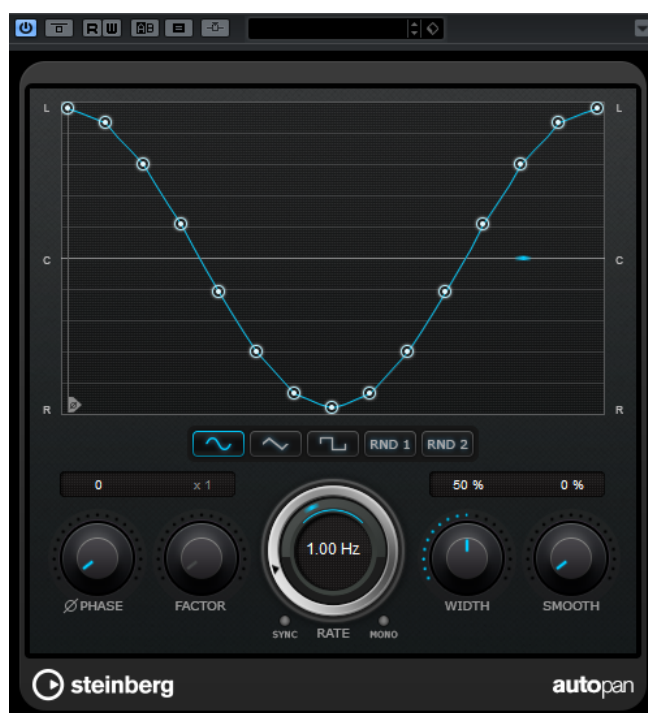 R W AB
L L
C C
R R
RND 1 RND 2
0 x 1 50 % 0 %
1.00 Hz
Ø PHASE FACTOR WIDTH SMOOTH
SYNC RATE MONO
steinberg autopan